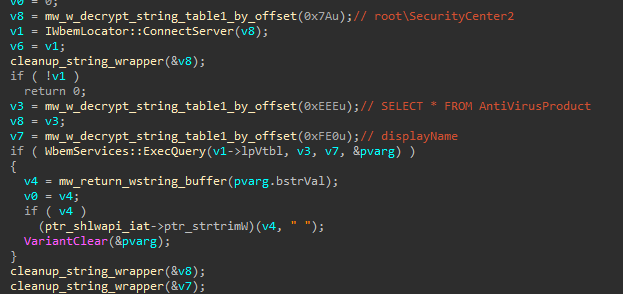 v0 = 0;
v8 = mw_w_decrypt_string_table1_by_offset(0x7Au);// root\SecurityCenter2
v1 = IWbemLocator::ConnectServer(v8);
v6 = v1;
cleanup_string_wrapper(&v8);
if ( !v1 )
return 0;
v3 = mw_w_decrypt_string_table1_by_offset(0xEEEu);// SELECT * FROM AntiVirusProduct
v8 = v3;
v7 = mw_w_decrypt_string_table1_by_offset(0xFE0u);// displayName
if ( WbemServices::ExecQuery(v1->lpVtbl, v3, v7, &pvarg) )
{
v4 = mw_return_wstring_buffer(pvarg.bstrVal);
v0 = v4;
if ( v4 )
(ptr_shlwapi_iat->ptr_strtrimW)(v4, " ");
VariantClear(&pvarg);
}
cleanup_string_wrapper(&v8);
cleanup_string_wrapper(&v7);